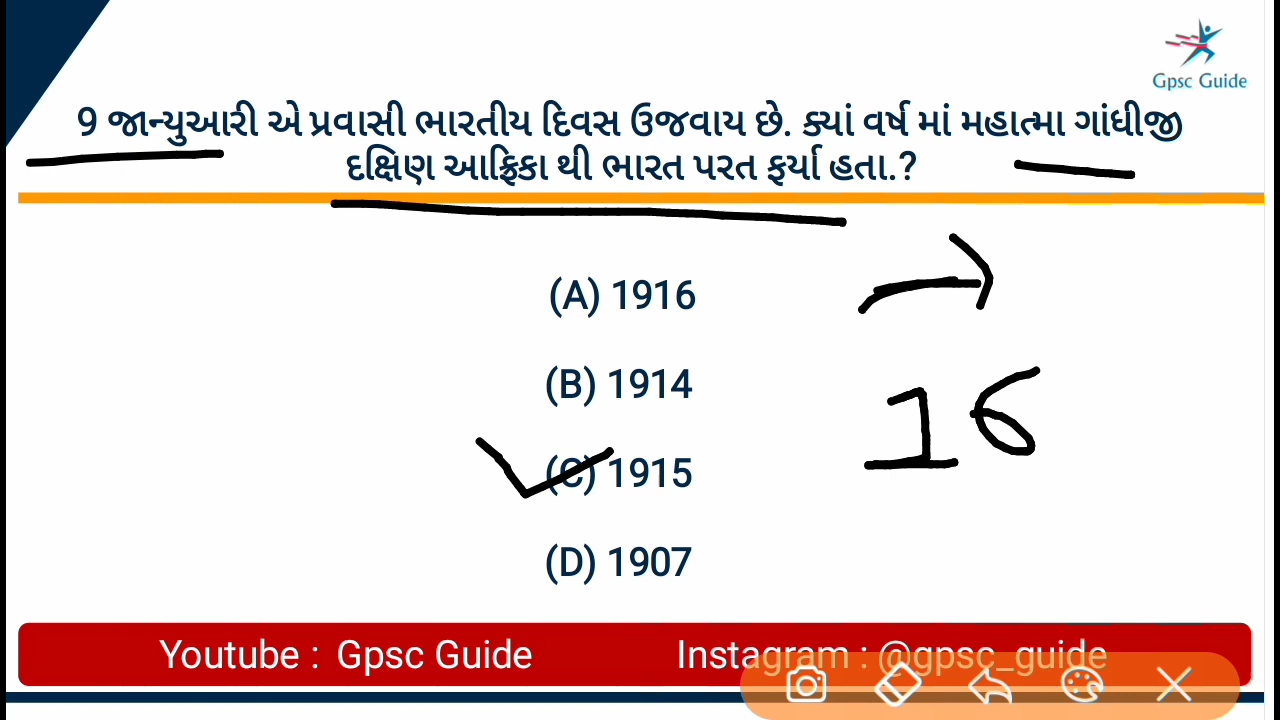 Gpsc Guide
9 જાન્યુઆરી એ પ્રવાસી ભારતીય દિવસ ઉજવાય છે. ક્યાં વર્ષ માં મહાત્મા ગાંધીજી
દક્ષિણ આફ્રિકા થી ભારત પરત ફર્યા હતા.?
(A) 1916
(B) 1914
16
(C) 1915
(D) 1907
Youtube : Gpsc Guide Instagram : @gpsc_guide